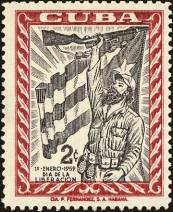 CUBA
2¢
1º ENERO-1959
DIA DE LA
LIBERACION
CIA. P. FERNANDEZ, S. A. HABANA.